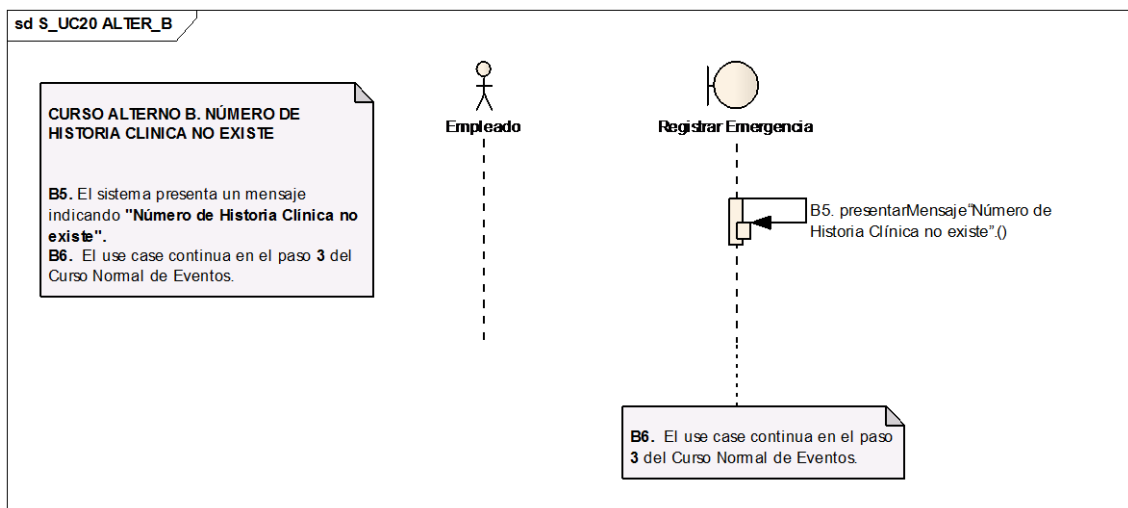 sd S_UC20 ALTER_B
CURSO ALTERNO B. NÚMERO DE
HISTORIA CLINICA NO EXISTE
B5. El sistema presenta un mensaje
indicando "Número de Historia Clínica no
existe".
B6. El use case continua en el paso 3 del
Curso Normal de Eventos.
Empleado
Registrar Emergencia
B5. presentarMensaje"Número de
Historia Clínica no existe".()
B6. El use case continua en el paso
3 del Curso Normal de Eventos.